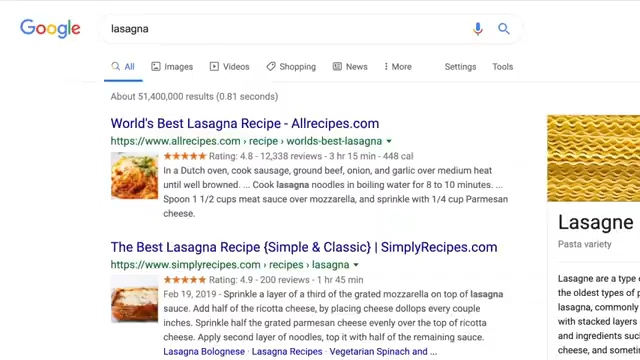 Google
lasagna
All Images Videos Shopping News More Settings Tools
About 51,400,000 results (0.81 seconds)
World's Best Lasagna Recipe - Allrecipes.com
https://www.allrecipes.com › recipe › worlds-best-lasagna
Rating: 4.8 - 12,338 reviews - 3 hr 15 min - 448 cal
In a Dutch oven, cook sausage, ground beef, onion, and garlic over medium heat
until well browned. ... Cook lasagna noodles in boiling water for 8 to 10 minutes. ...
Spoon 1 1/2 cups meat sauce over mozzarella, and sprinkle with 1/4 cup Parmesan
cheese.
The Best Lasagna Recipe {Simple & Classic} | SimplyRecipes.com
https://www.simplyrecipes.com › recipes › lasagna
Rating: 4.9 - 200 reviews - 1 hr 45 min
Feb 19, 2019 - Sprinkle a layer of a third of the grated mozzarella on top of lasagna
sauce. Add half of the ricotta cheese, by placing cheese dollops every couple
inches. Sprinkle half the grated parmesan cheese evenly over the top of ricotta
cheese. Apply second layer of noodles, top it with half of the remaining sauce.
Lasagna Bolognese · Lasagna Recipes · Vegetarian Spinach and ...
Lasagne
Pasta variety
Lasagne are a type
the oldest types of
lasagna, commonly
with stacked layers
and ingredients
cheese, and